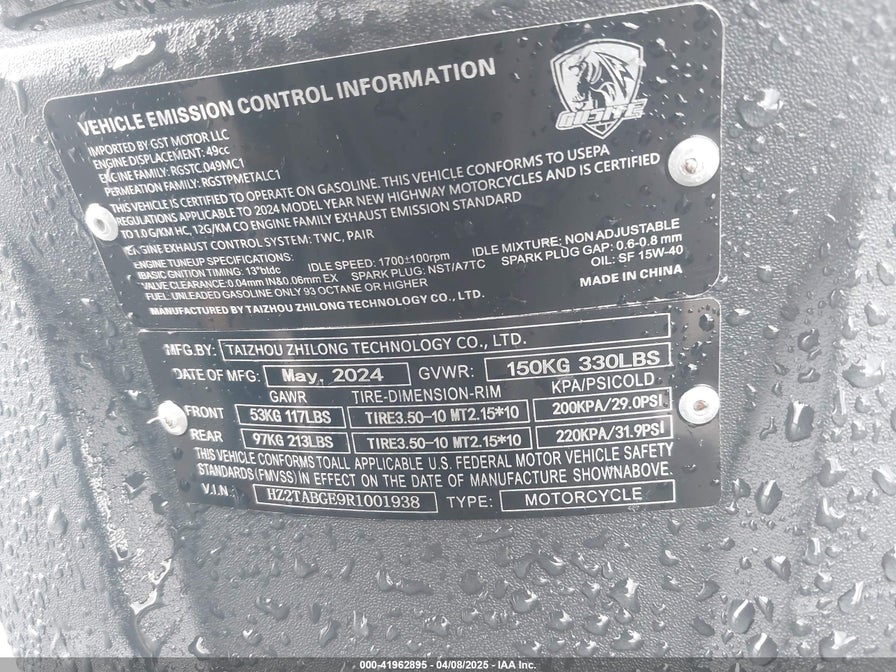 VEHICLE EMISSION CONTROL INFORMATION
GUSITE
IMPORTED BY GST MOTOR LLC
ENGINE DISPLACEMENT: 49cc
ENGINE FAMILY: RGSTC.049MC1
PERMEATION FAMILY: RGSTPMETALC1
THIS VEHICLE IS CERTIFIED TO OPERATE ON GASOLINE. THIS VEHICLE CONFORMS TO USEPA
REGULATIONS APPLICABLE TO 2024 MODEL YEAR NEW HIGHWAY MOTORCYCLES AND IS CERTIFIED
TO 1.0 G/KM HC, 12G/KM CO ENGINE FAMILY EXHAUST EMISSION STANDARD
ENGINE EXHAUST CONTROL SYSTEM: TWC, PAIR
ENGINE TUNEUP SPECIFICATIONS:
IBASIC GNITION TIMING: 13°btdc IDLE SPEED: 1700±100rpm IDLE MIXTURE: NON ADJUSTABLE
VALVE CLEARANCE:0.04mm IN&0.06mm EX SPARK PLUG: NST/A7TC SPARK PLUG GAP: 0.6-0.8 mm
FUEL: UNLEADED GASOLINE ONLY 93 OCTANE OR HIGHER OIL: SF 15W-40
MANUFACTURED BY TAIZHOU ZHILONG TECHNOLOGY CO., LTD. MADE IN CHINA
MFG.BY: TAIZHOU ZHILONG TECHNOLOGY CO., LTD.
DATE OF MFG: May, 2024 GVWR: 150KG 330LBS
GAWR TIRE-DIMENSION-RIM KPA/PSICOLD
FRONT 53KG 117LBS TIRE3.50-10 MT2.15*10 200KPA/29.0PSI
REAR 97KG 213LBS TIRE3.50-10 MT2.15*10 220KPA/31.9PSI
THIS VEHICLE CONFORMS TOALL APPLICABLE U.S. FEDERAL MOTOR VEHICLE SAFETY
STANDARDS (FMVSS) IN EFFECT ON THE DATE OF MANUFACTURE SHOWNABOVE.
V.I.N: HZ2TABGE9R1001938 TYPE: MOTORCYCLE
000-41962895 - 04/08/2025 - IAA Inc.